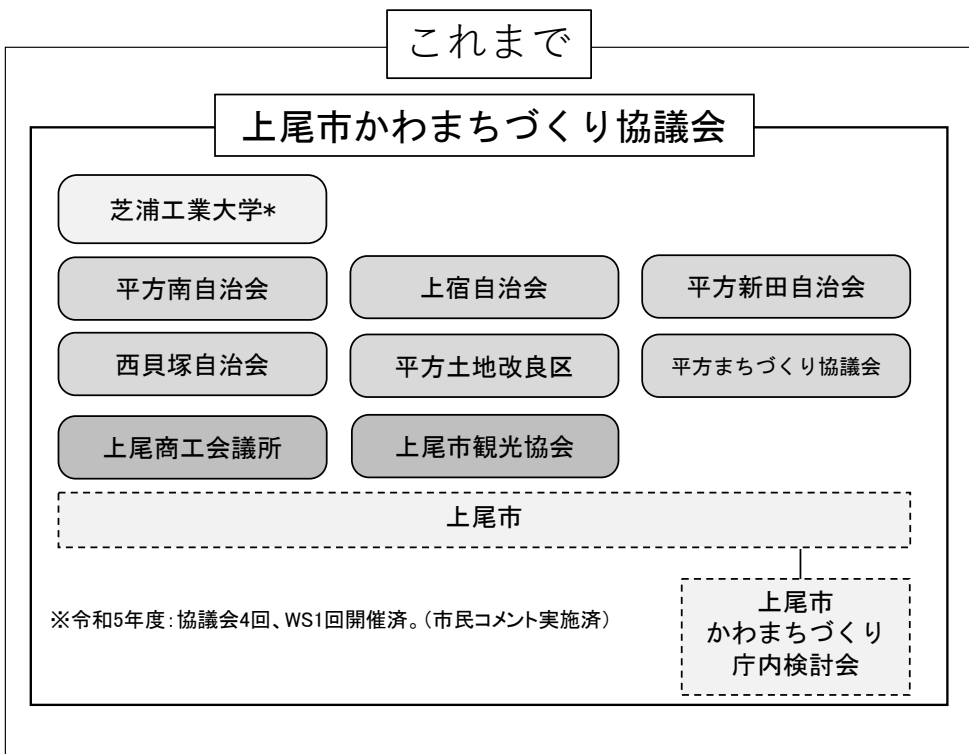 これまで
上尾市かわまちづくり協議会
芝浦工業大学*
平方南自治会
上宿自治会
平方新田自治会
西貝塚自治会
平方土地改良区
平方まちづくり協議会
上尾商工会議所
上尾市観光協会
上尾市
※令和5年度：協議会4回、WS1回開催済。（市民コメント実施済）
上尾市
かわまちづくり
庁内検討会